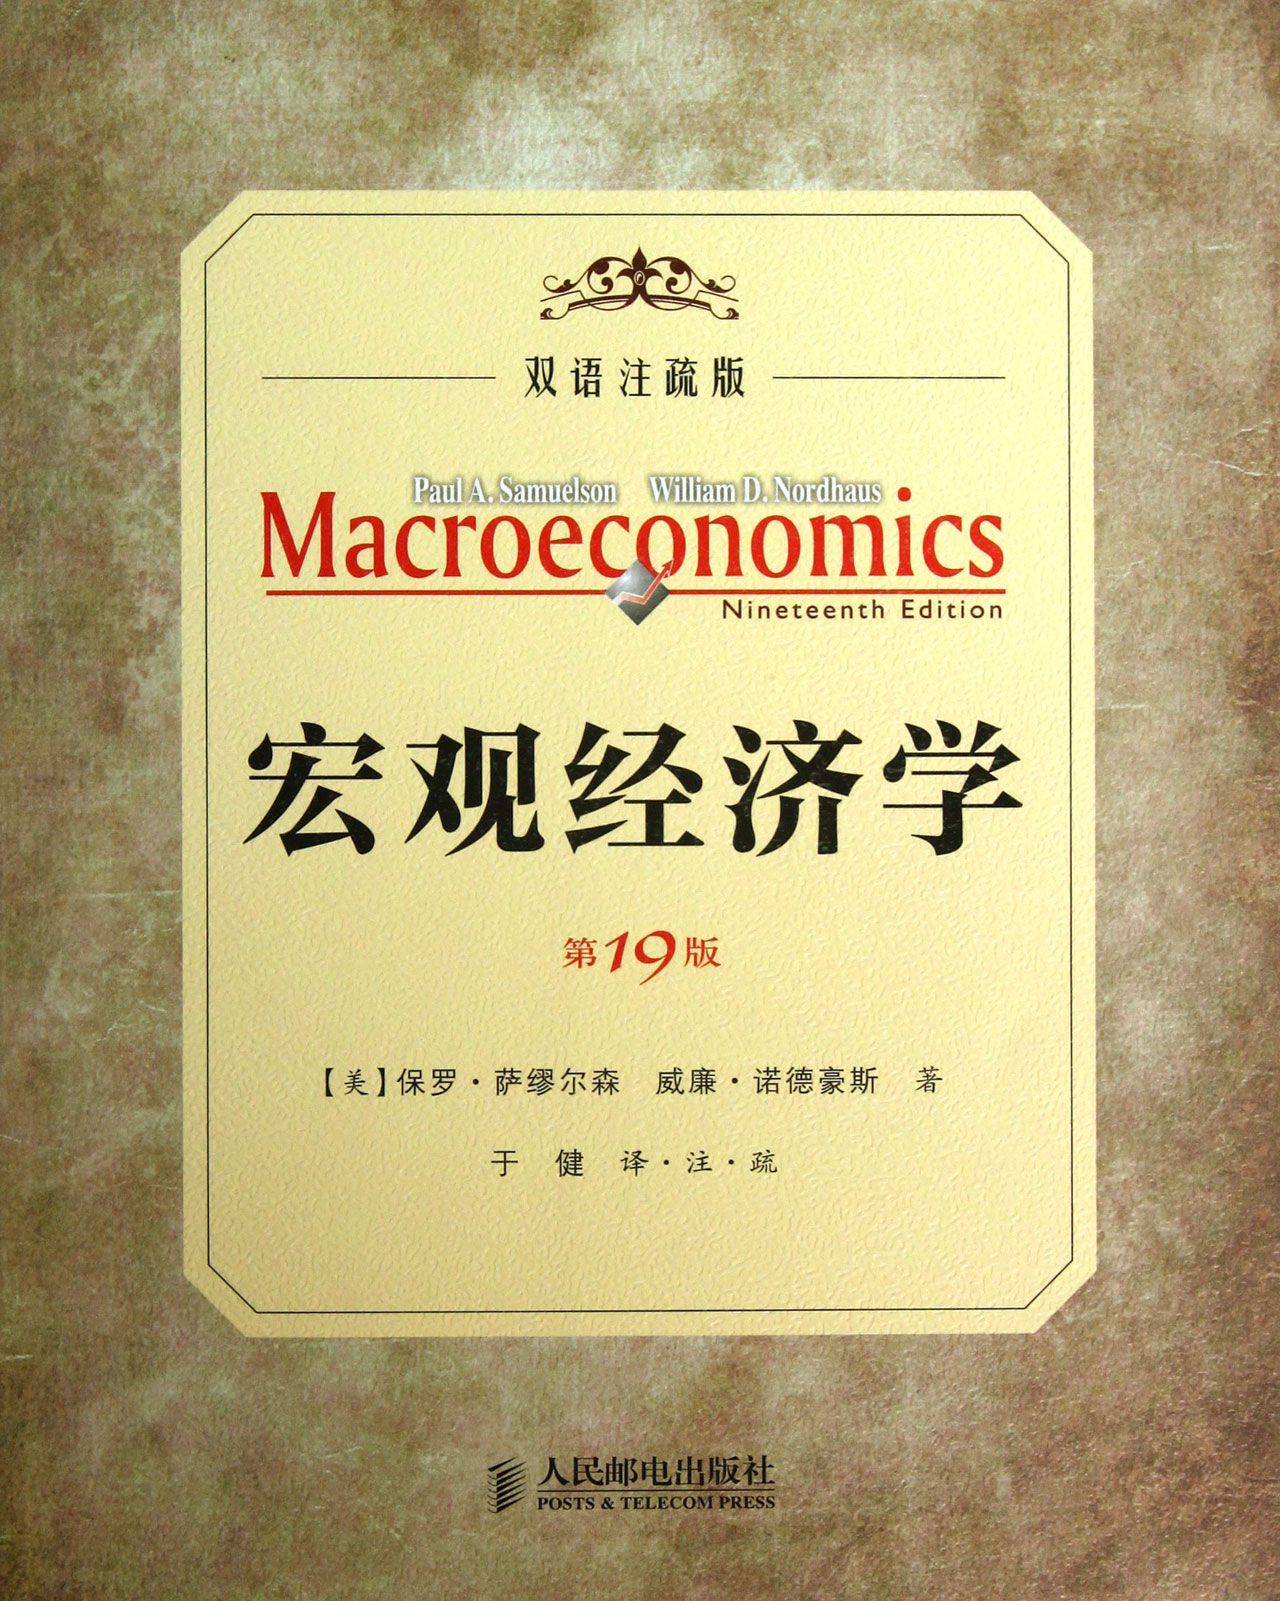 双语注疏版
Paul A. Samuelson William D. Nordhaus
Macroeconomics
Nineteenth Edition
宏观经济学
第19版
【美】保罗·萨缪尔森 威廉·诺德豪斯 著
于 健 译·注·疏
人民邮电出版社
POSTS & TELECOM PRESS